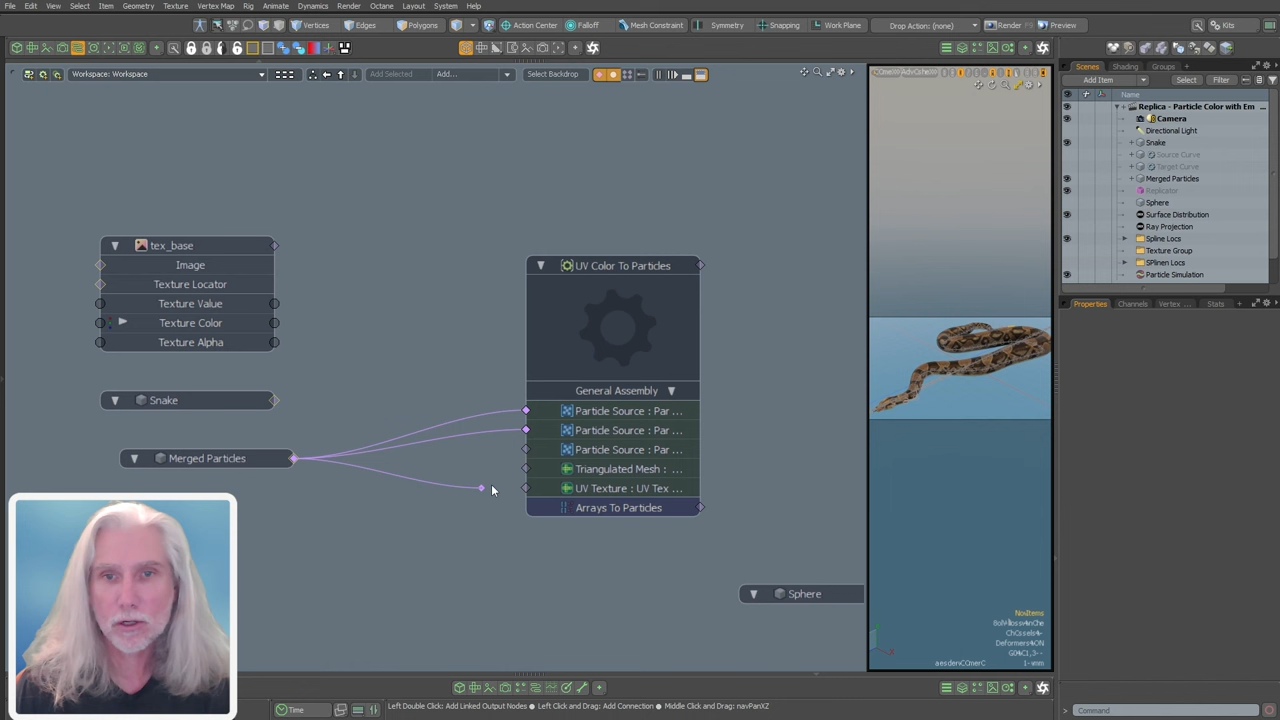 File Edit View Select Item Geometry Texture Vertex Map Rig Animate Dynamics Render Octane Layout System Help
Vertices Edges Polygons Action Center Falloff Mesh Constraint Symmetry Snapping Work Plane Drop Action: (none) Render Preview Kits
Workspace: Workspace Add Selected Add... Select Backdrop
Scenes Shading Groups
Add Item Select Filter
Name
Replica - Particle Color with Em ...
Camera
Directional Light
Snake
Source Curve
Target Curve
Merged Particles
Replicator
Sphere
Surface Distribution
Ray Projection
Spline Locs
Texture Group
SPlinen Locs
Particle Simulation
Properties Channels Vertex ... Stats
tex_base
Image
Texture Locator
Texture Value
Texture Color
Texture Alpha
Snake
Merged Particles
UV Color To Particles
General Assembly
Particle Source : Par ...
Particle Source : Par ...
Particle Source : Par ...
Triangulated Mesh : ...
UV Texture : UV Tex ...
Arrays To Particles
Sphere
No Items
Time
Left Double Click: Add Linked Output Nodes ● Left Click and Drag: Add Connection ● Middle Click and Drag: navPanXZ
Command